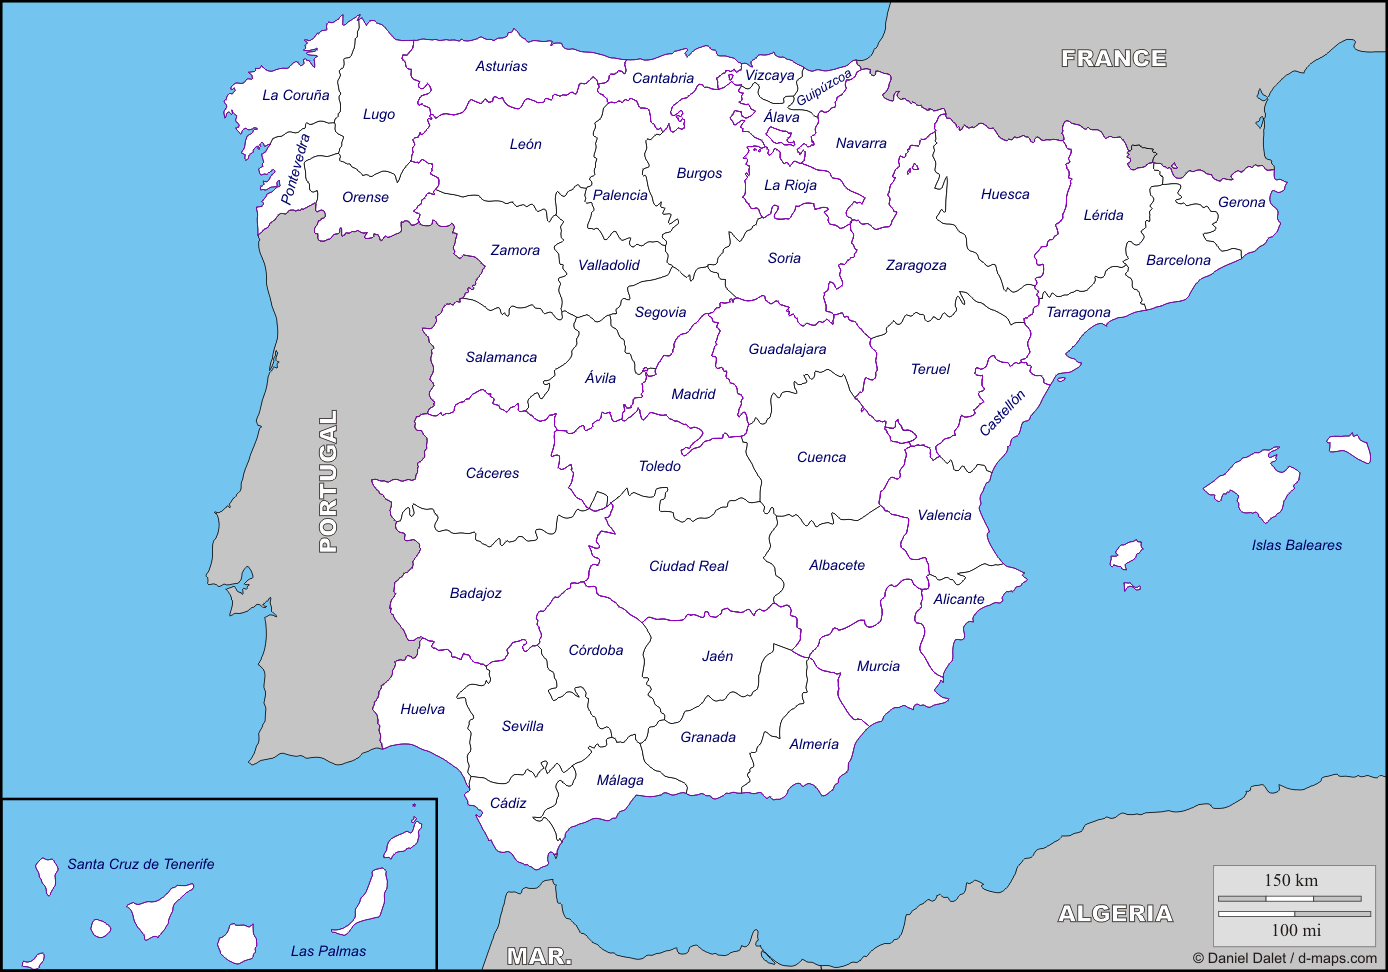 FRANCE
Asturias
Cantabria
Vizcaya
Guipúzcoa
La Coruña
Lugo
Álava
León
Navarra
Pontevedra
Burgos
La Rioja
Orense
Palencia
Huesca
Lérida
Gerona
Zamora
Valladolid
Soria
Zaragoza
Barcelona
Segovia
Tarragona
Salamanca
Ávila
Guadalajara
Teruel
Madrid
Castellón
PORTUGAL
Cáceres
Toledo
Cuenca
Valencia
Islas Baleares
Badajoz
Ciudad Real
Albacete
Alicante
Córdoba
Jaén
Murcia
Huelva
Sevilla
Granada
Almería
Málaga
Cádiz
Santa Cruz de Tenerife
Las Palmas
MAR.
ALGERIA
150 km
100 mi
© Daniel Dalet / d-maps.com